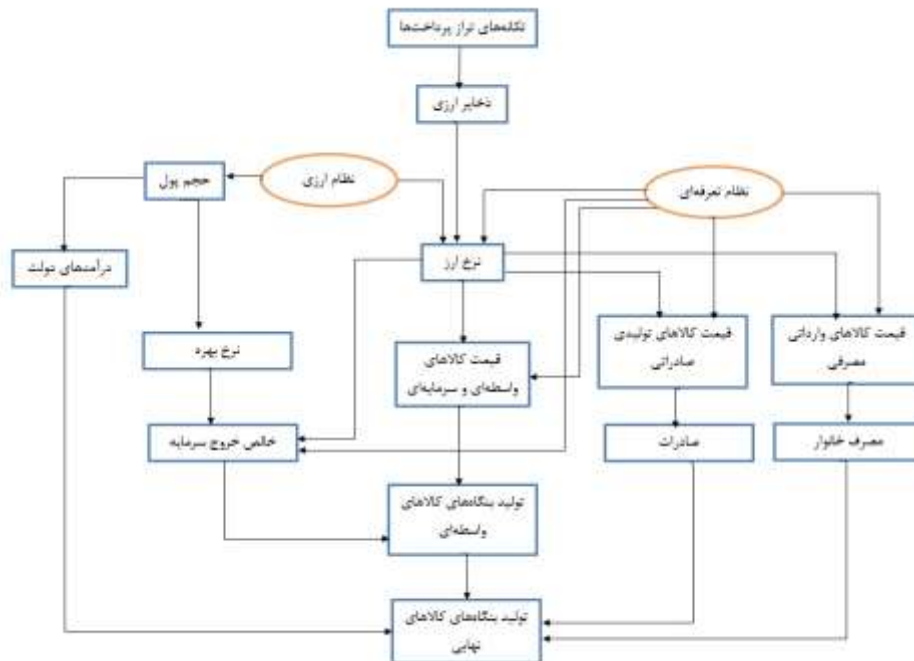 تکانه‌های تراز پرداخت‌ها
ذخایر ارزی
نظام ارزی
حجم پول
نظام تعرفه‌ای
نرخ ارز
درآمدهای دولت
قیمت کالاهای وارداتی
مصرفی
قیمت کالاهای تولیدی
صادراتی
قیمت کالاهای
واسطه‌ای و سرمایه‌ای
نرخ بهره
مصرف خانوار
صادرات
خالص خروج سرمایه
تولید بنگاه‌های کالاهای
واسطه‌ای
تولید بنگاه‌های کالاهای
نهایی